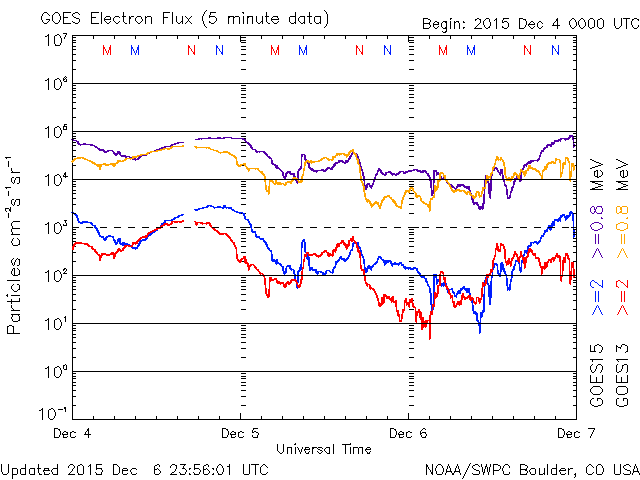 GOES Electron Flux (5 minute data)
Begin: 2015 Dec 4 0000 UTC
10⁷
M M N N M M N N M M N N
10⁶
10⁵
10⁴
10³
10²
10¹
10⁰
10⁻¹
Particles cm⁻²s⁻¹sr⁻¹
GOES15 >=2 >=0.8 MeV
GOES13 >=2 >=0.8 MeV
Dec 4 Dec 5 Dec 6 Dec 7
Universal Time
Updated 2015 Dec 6 23:56:01 UTC
NOAA/SWPC Boulder, CO USA